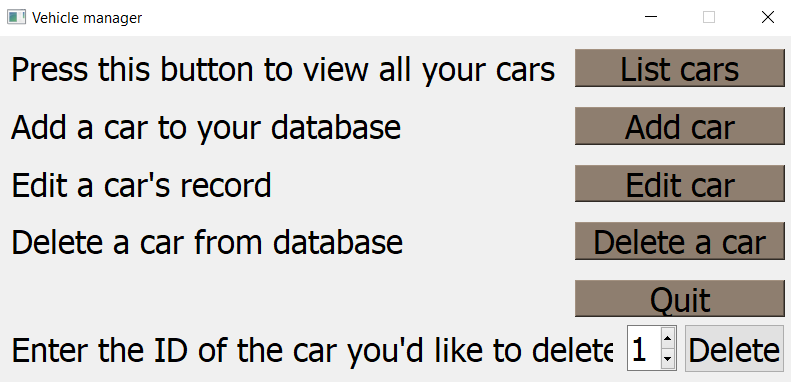 Vehicle manager
Press this button to view all your cars List cars
Add a car to your database Add car
Edit a car's record Edit car
Delete a car from database Delete a car
Quit
Enter the ID of the car you'd like to delete 1 Delete